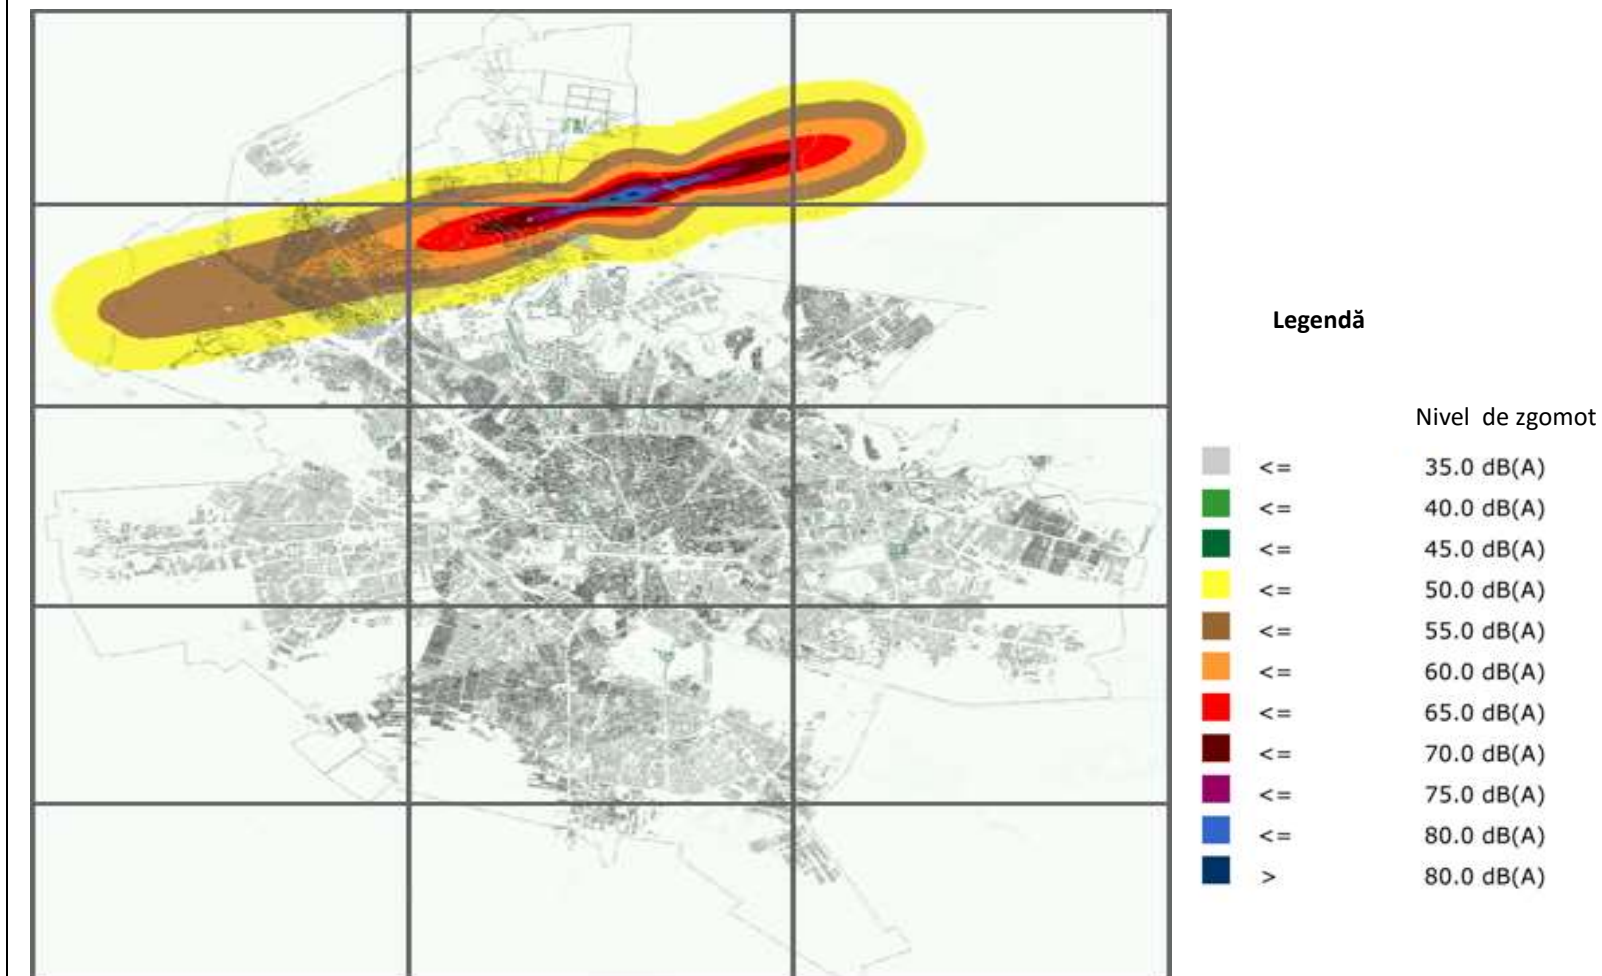 Legendă
Nivel de zgomot
<= 35.0 dB(A)
<= 40.0 dB(A)
<= 45.0 dB(A)
<= 50.0 dB(A)
<= 55.0 dB(A)
<= 60.0 dB(A)
<= 65.0 dB(A)
<= 70.0 dB(A)
<= 75.0 dB(A)
<= 80.0 dB(A)
> 80.0 dB(A)